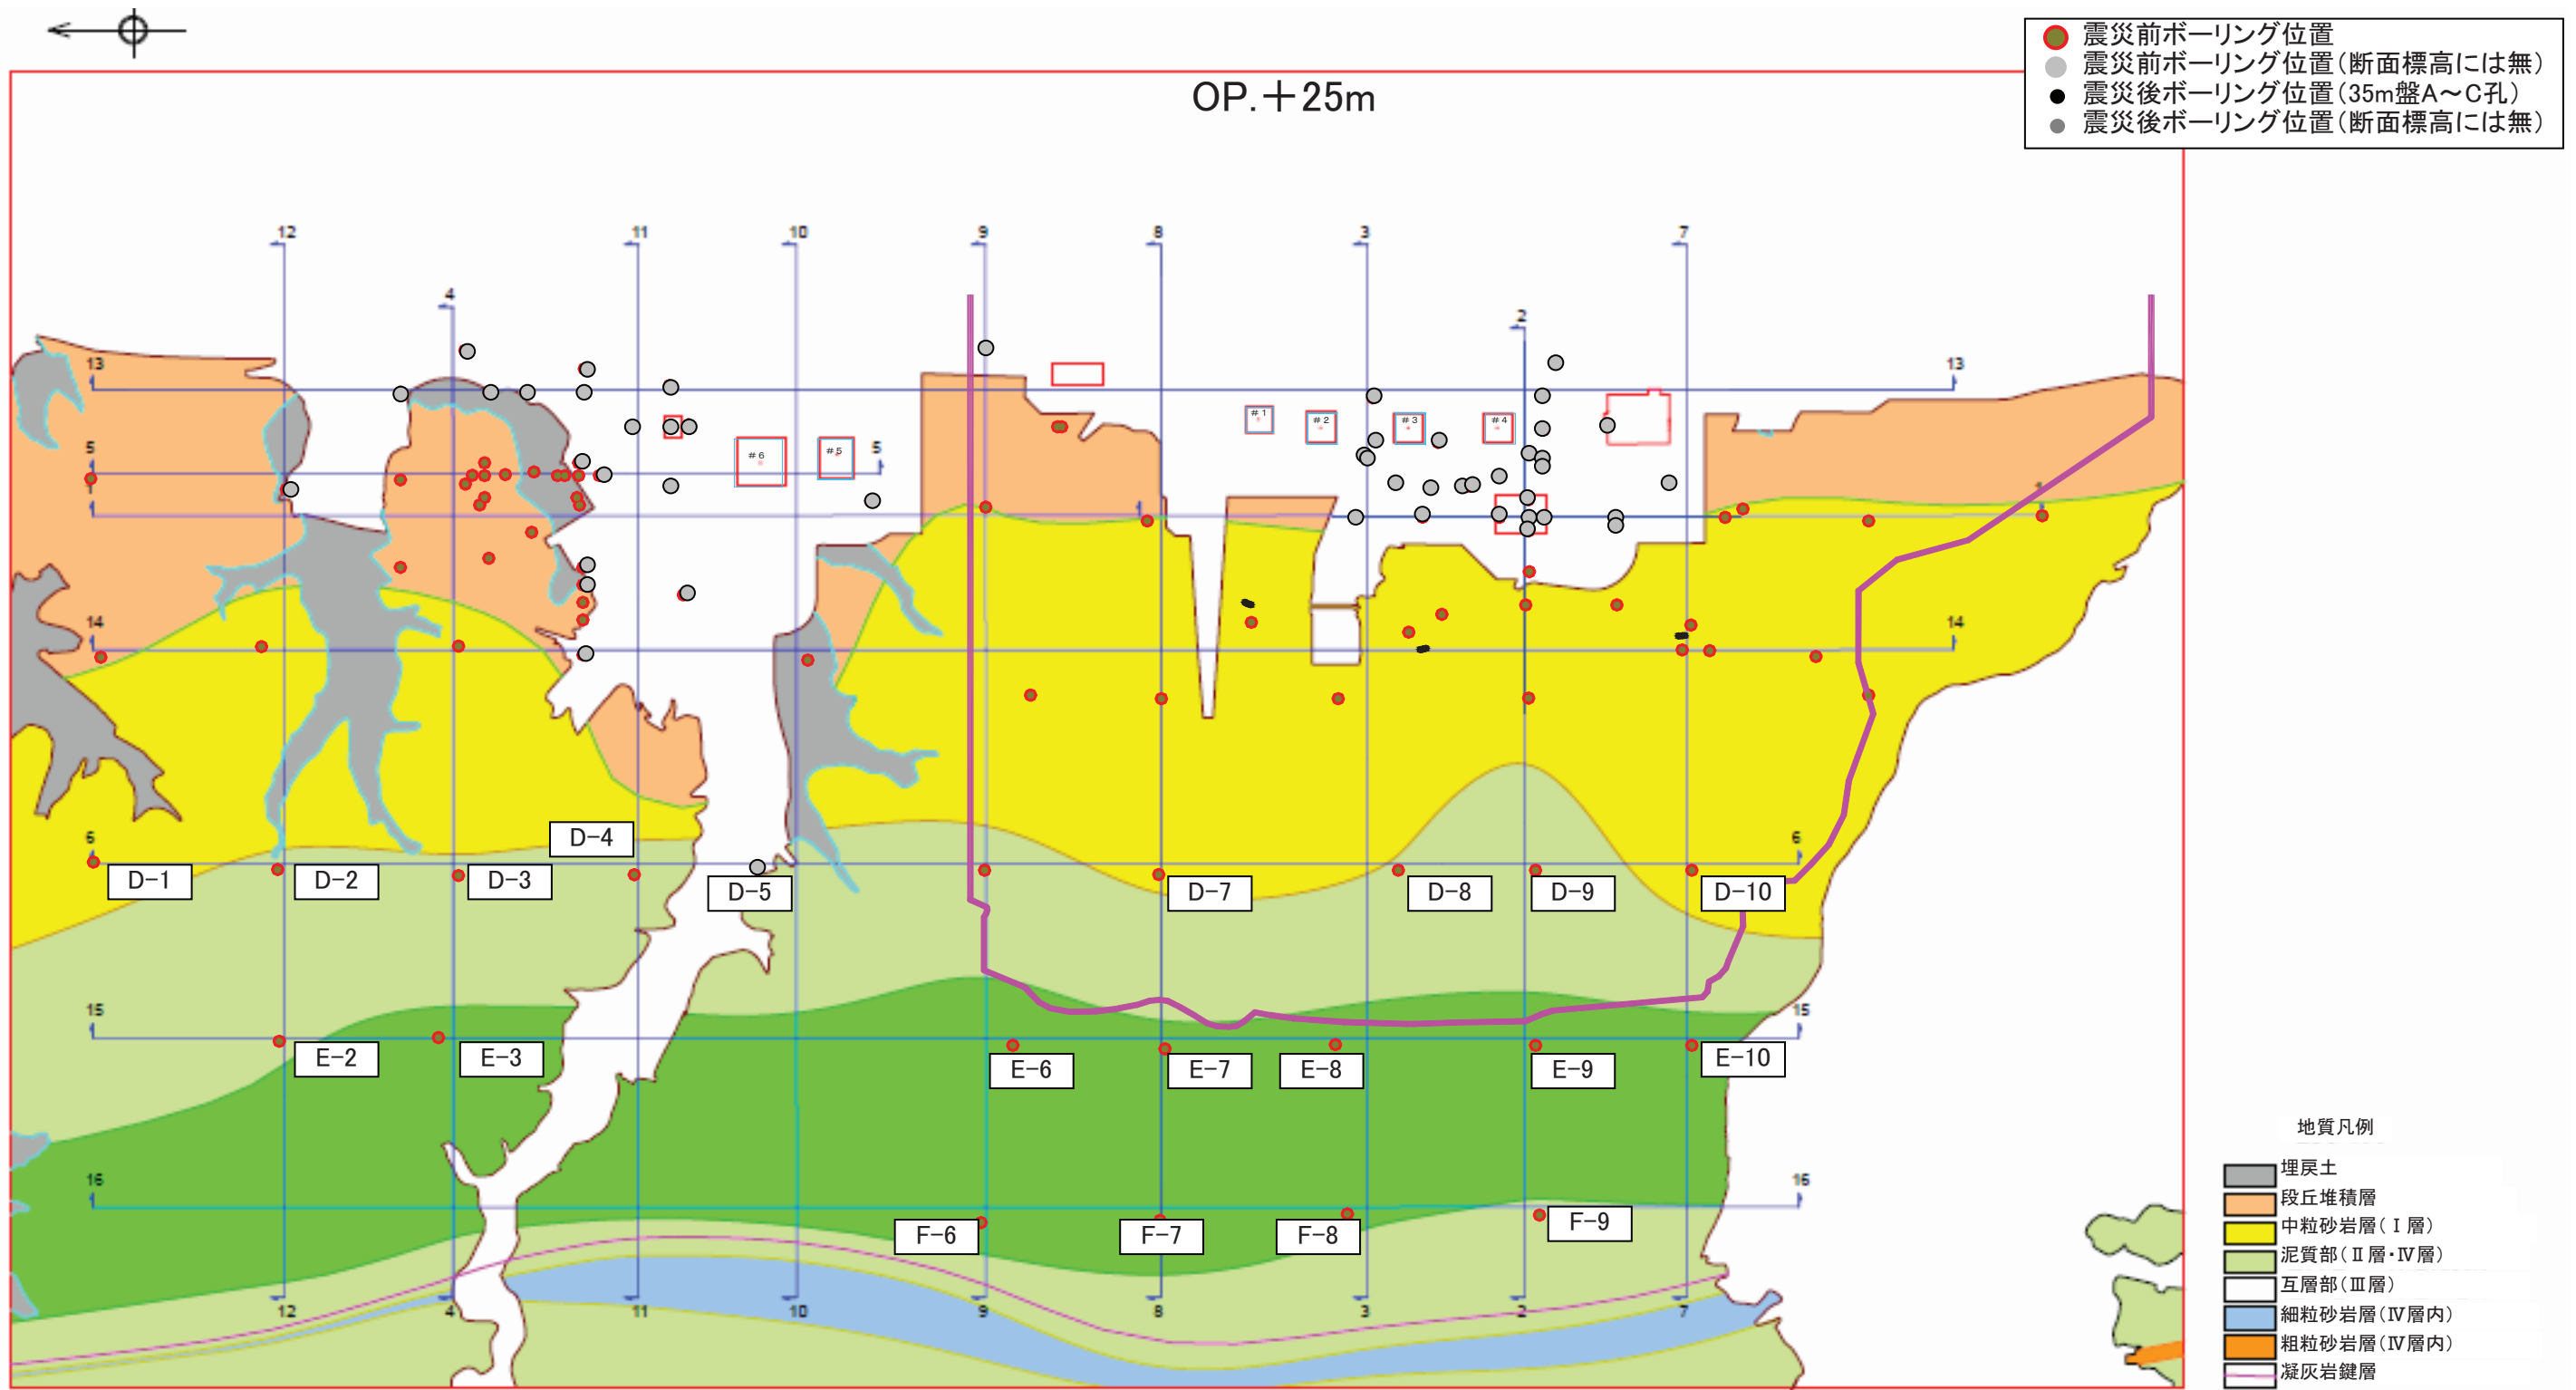 震災前ボーリング位置
震災前ボーリング位置(断面標高には無)
震災後ボーリング位置(35m盤A～C孔)
震災後ボーリング位置(断面標高には無)
OP.＋25m
12
11
10
9
8
3
7
4
2
13
13
#1
#2
#3
#4
5
5
#6
#5
1
1
14
14
6
6
D-4
D-1
D-2
D-3
D-5
D-7
D-8
D-9
D-10
15
15
E-2
E-3
E-6
E-7
E-8
E-9
E-10
16
16
F-6
F-7
F-8
F-9
12
4
11
10
9
8
3
2
7
地質凡例
埋戻土
段丘堆積層
中粒砂岩層(Ⅰ層)
泥質部(Ⅱ層・Ⅳ層)
互層部(Ⅲ層)
細粒砂岩層(Ⅳ層内)
粗粒砂岩層(Ⅳ層内)
凝灰岩鍵層